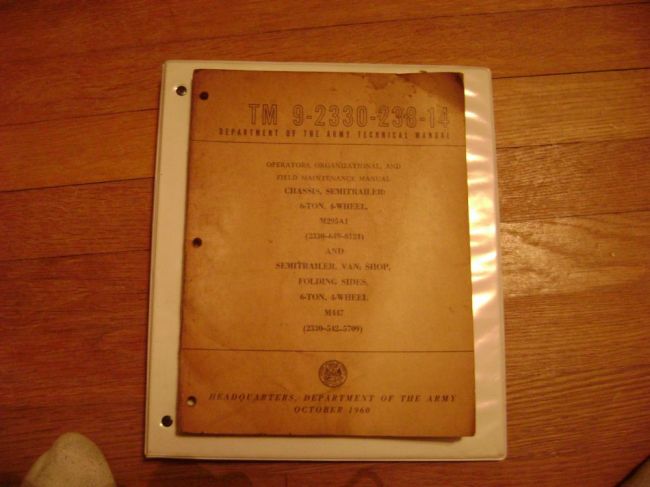 TM 9-2330-238-14
DEPARTMENT OF THE ARMY TECHNICAL MANUAL
OPERATORS, ORGANIZATIONAL, AND
FIELD MAINTENANCE MANUAL
CHASSIS, SEMITRAILER:
6-TON, 4-WHEEL,
M295A1
AND
SEMITRAILER, VAN, SHOP,
FOLDING SIDES,
6-TON, 4-WHEEL
M447
(2330-542-5709)
HEADQUARTERS, DEPARTMENT OF THE ARMY
OCTOBER 1960